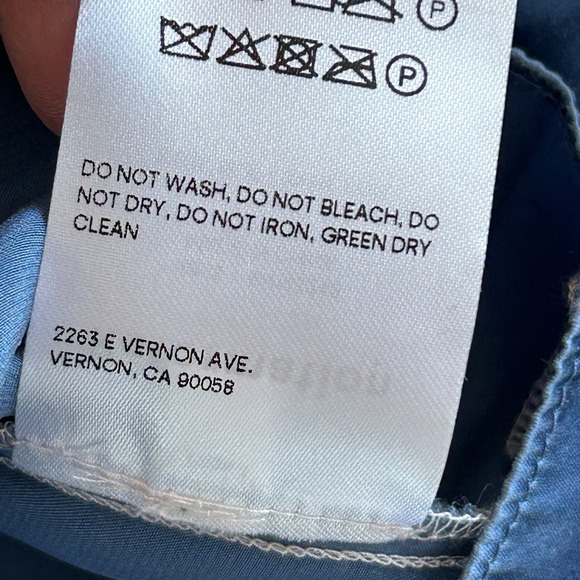 P
P
DO NOT WASH, DO NOT BLEACH, DO
NOT DRY, DO NOT IRON, GREEN DRY
CLEAN
2263 E VERNON AVE.
VERNON, CA 90058